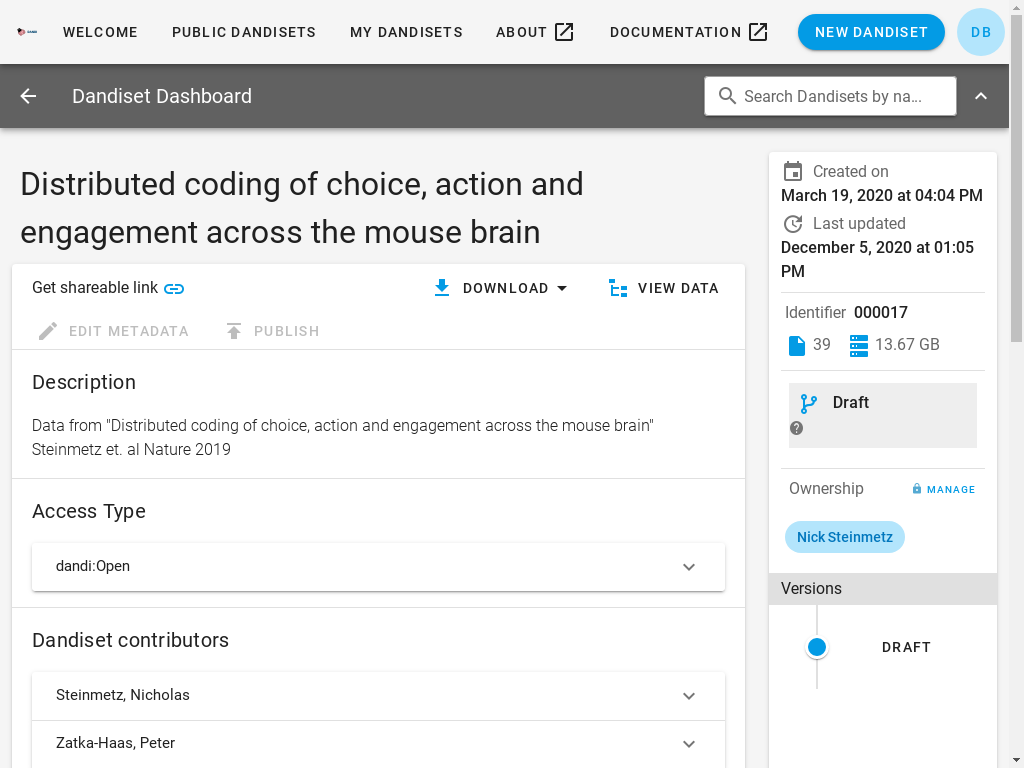 WELCOME
PUBLIC DANDISETS
MY DANDISETS
ABOUT
DOCUMENTATION
NEW DANDISET
DB
Dandiset Dashboard
Search Dandisets by na...
Distributed coding of choice, action and
engagement across the mouse brain
Get shareable link
DOWNLOAD
VIEW DATA
EDIT METADATA
PUBLISH
Description
Data from "Distributed coding of choice, action and engagement across the mouse brain"
Steinmetz et. al Nature 2019
Access Type
dandi:Open
Dandiset contributors
Steinmetz, Nicholas
Zatka-Haas, Peter
Created on
March 19, 2020 at 04:04 PM
Last updated
December 5, 2020 at 01:05
PM
Identifier 000017
39
13.67 GB
Draft
Ownership
MANAGE
Nick Steinmetz
Versions
DRAFT